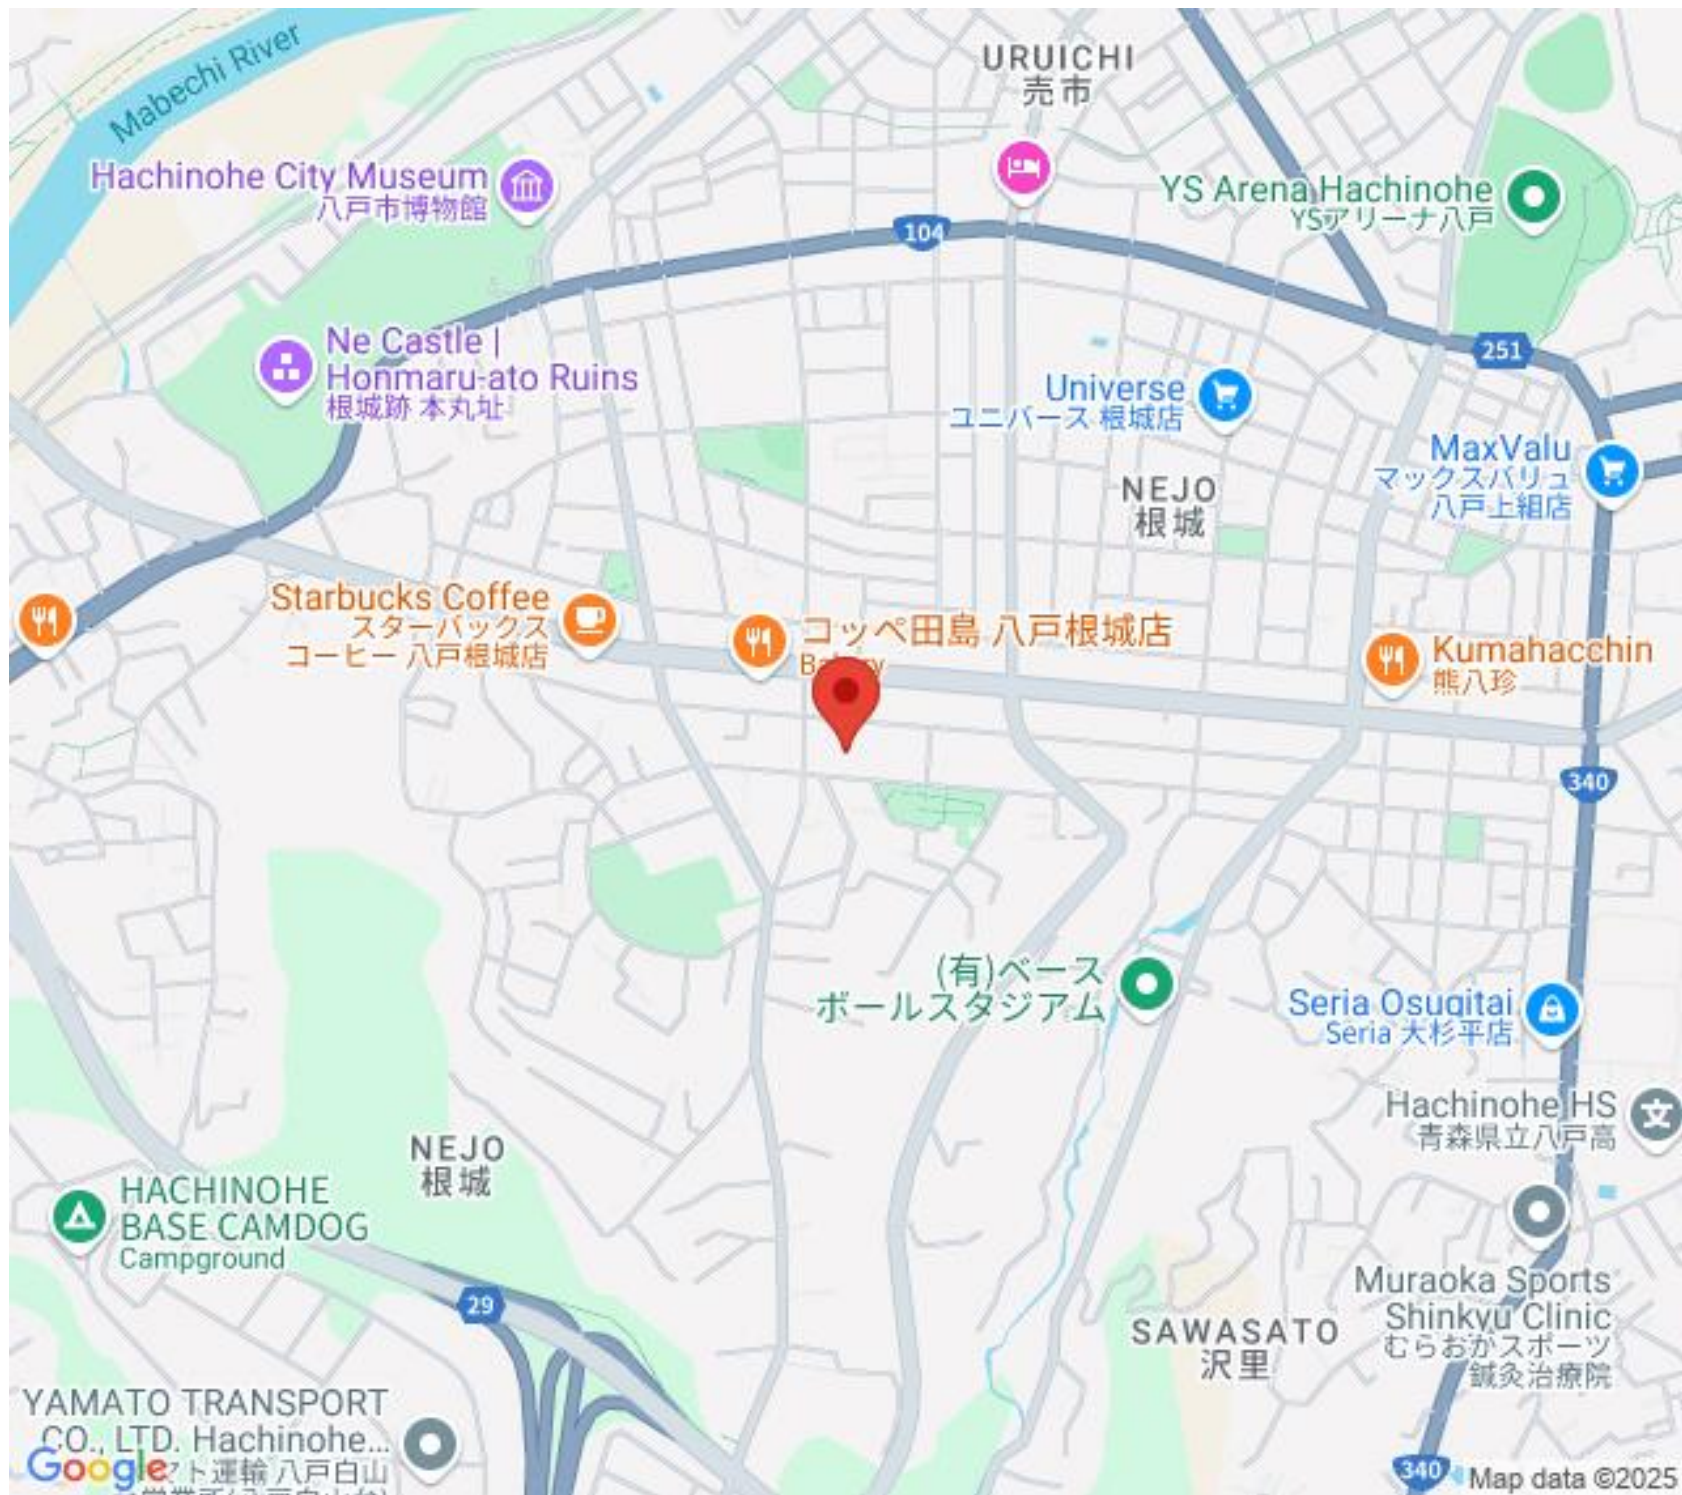 Mabechi River
URUICHI
売市
Hachinohe City Museum
八戸市博物館
YS Arena Hachinohe
YSアリーナ八戸
104
Ne Castle |
Honmaru-ato Ruins
根城跡 本丸址
251
Universe
ユニバース 根城店
MaxValu
マックスバリュ
八戸上組店
NEJO
根城
Starbucks Coffee
スターバックス
コーヒー 八戸根城店
コッペ田島 八戸根城店
Kumahacchin
熊八珍
340
(有)ベース
ボールスタジアム
Seria Osugitai
Seria 大杉平店
Hachinohe HS
青森県立八戸高
NEJO
根城
HACHINOHE
BASE CAMDOG
Campground
29
SAWASATO
沢里
Muraoka Sports
Shinkyu Clinic
むらおかスポーツ
鍼灸治療院
YAMATO TRANSPORT
CO., LTD. Hachinohe...
ト運輸 八戸白山
Google
340
Map data ©2025